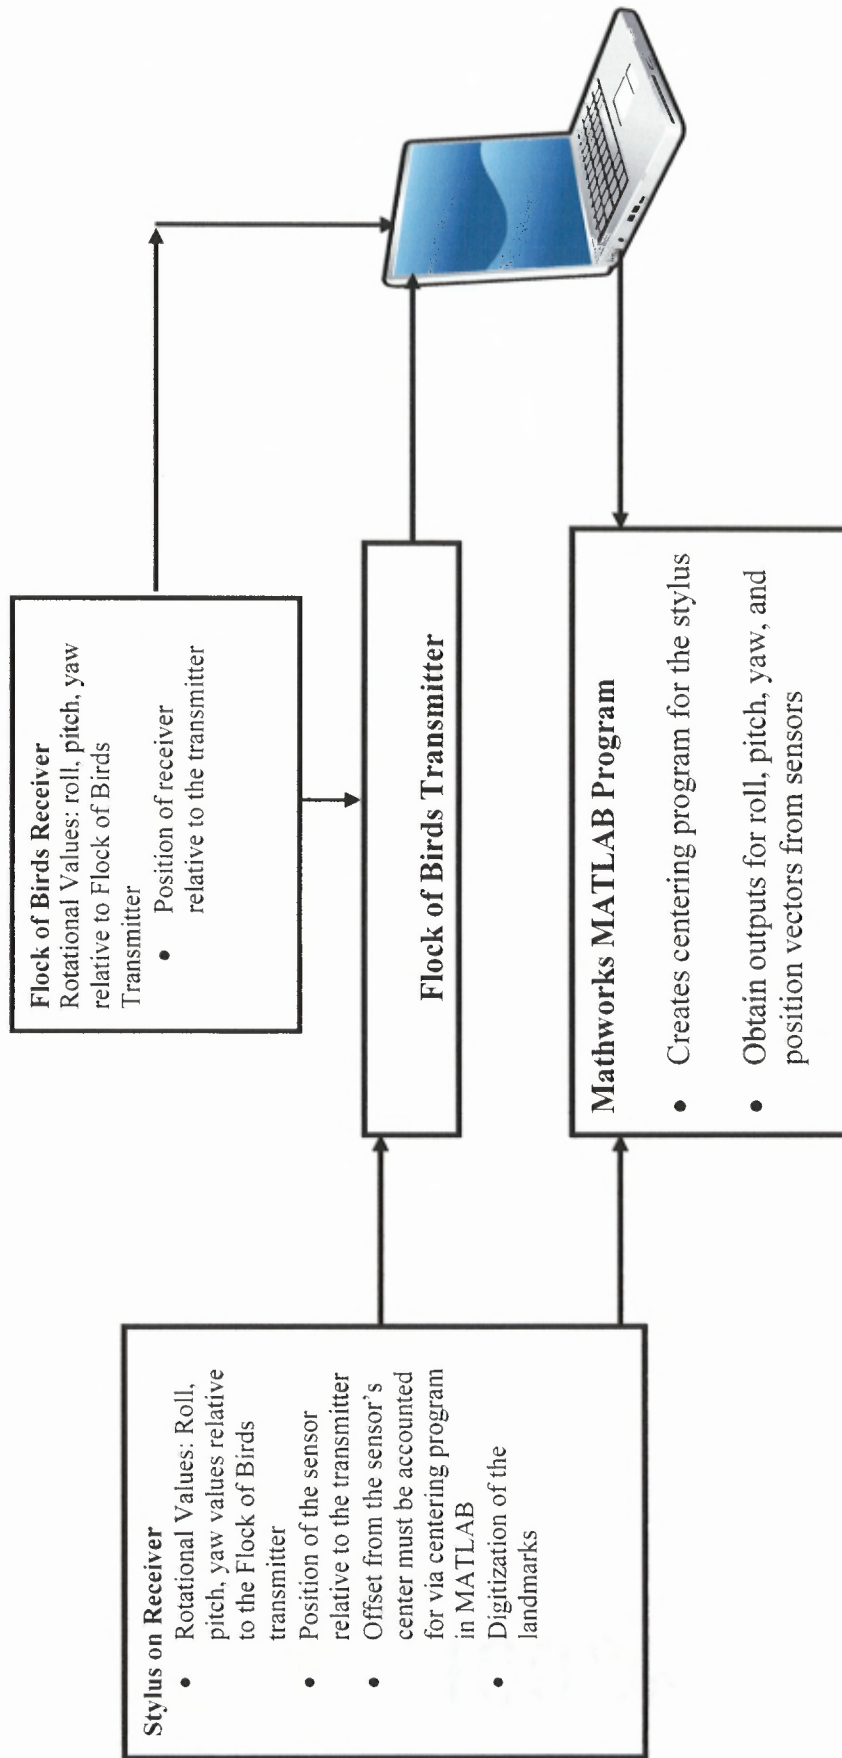 Stylus on Receiver
• Rotational Values: Roll,
pitch, yaw values relative
to the Flock of Birds
transmitter
• Position of the sensor
relative to the transmitter
• Offset from the sensor's
center must be accounted
for via centering program
in MATLAB
• Digitization of the
landmarks
Flock of Birds Receiver
Rotational Values: roll, pitch, yaw
relative to Flock of Birds
Transmitter
• Position of receiver
relative to the transmitter
Flock of Birds Transmitter
Mathworks MATLAB Program
• Creates centering program for the stylus
• Obtain outputs for roll, pitch, yaw, and
position vectors from sensors